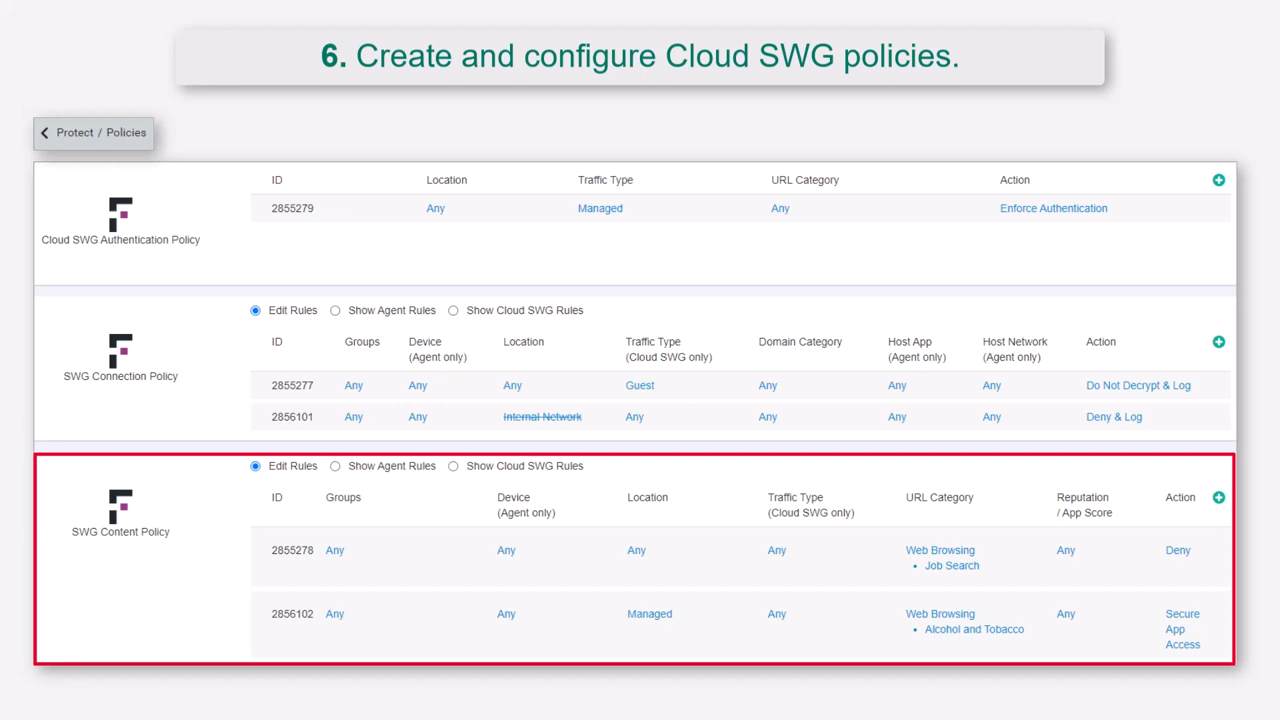 6. Create and configure Cloud SWG policies.
Protect / Policies
ID Location Traffic Type URL Category Action
2855279 Any Managed Any Enforce Authentication
Cloud SWG Authentication Policy
Edit Rules Show Agent Rules Show Cloud SWG Rules
ID Groups Device Location Traffic Type Domain Category Host App Host Network Action
(Agent only) (Cloud SWG only) (Agent only) (Agent only)
SWG Connection Policy
2855277 Any Any Any Guest Any Any Any Do Not Decrypt & Log
2856101 Any Any Internal Network Any Any Any Any Deny & Log
Edit Rules Show Agent Rules Show Cloud SWG Rules
ID Groups Device Location Traffic Type URL Category Reputation Action
(Agent only) (Cloud SWG only) / App Score
SWG Content Policy
2855278 Any Any Any Any Web Browsing Any Deny
• Job Search
2856102 Any Any Managed Any Web Browsing Any Secure
• Alcohol and Tobacco App
Access